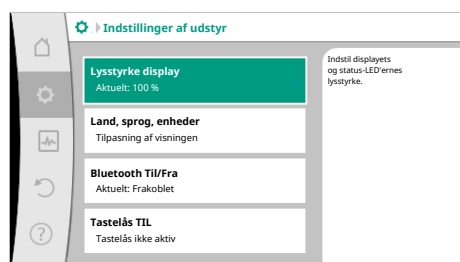 Indstillinger af udstyr
Lysstyrke display
Aktuelt: 100 %
Land, sprog, enheder
Tilpasning af visningen
Bluetooth Til/Fra
Aktuelt: Frakoblet
Tastelås TIL
Tastelås ikke aktiv
Indstil displayets
og status-LED'ernes
lysstyrke.